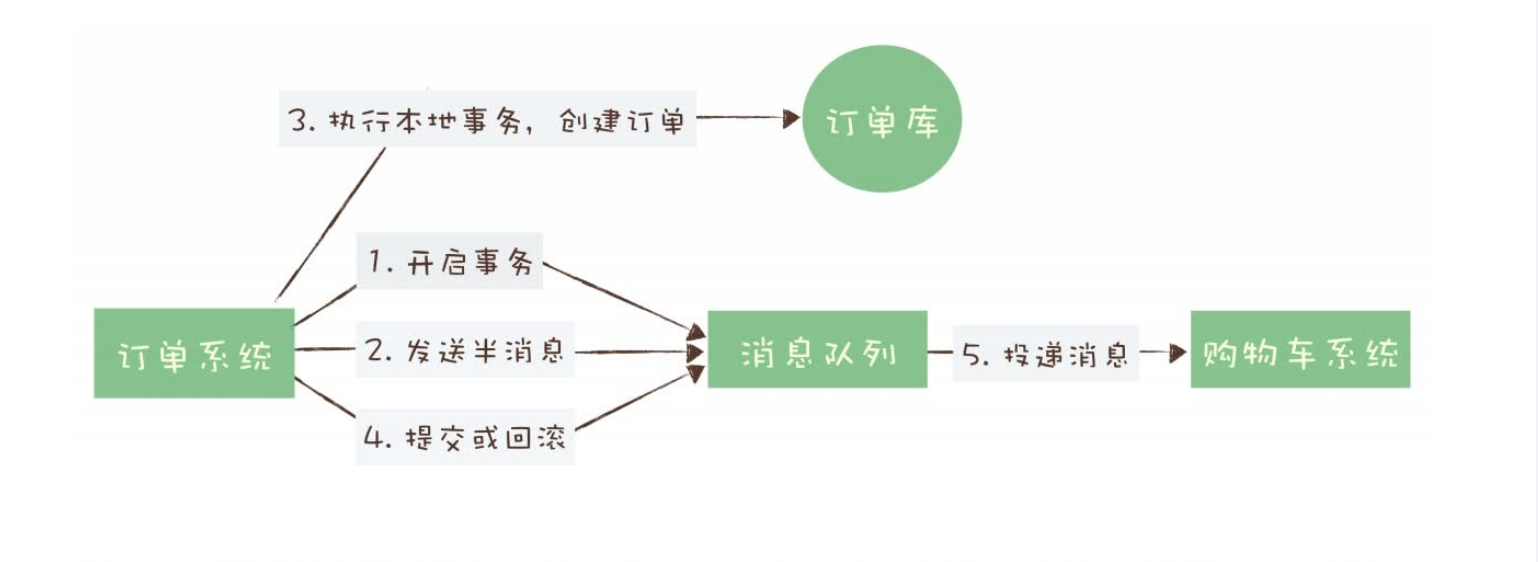 3. 执行本地事务, 创建订单
订单库
1. 开启事务
订单系统
2. 发送半消息
消息队列
5. 投递消息
购物车系统
4. 提交或回滚